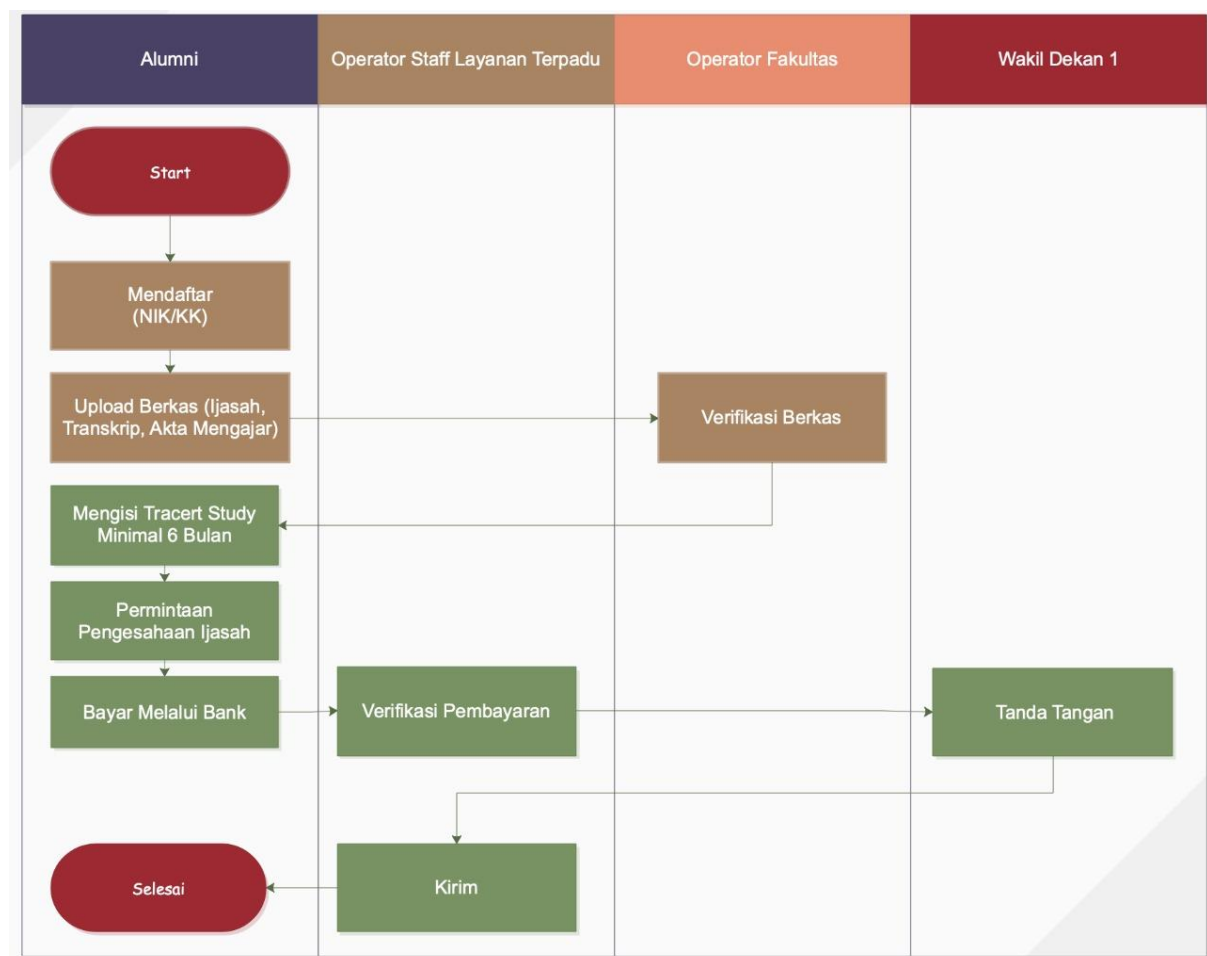 Alumni
Operator Staff Layanan Terpadu
Operator Fakultas
Wakil Dekan 1
Start
Mendaftar
(NIK/KK)
Upload Berkas (Ijasah,
Transkrip, Akta Mengajar)
Verifikasi Berkas
Mengisi Tracert Study
Minimal 6 Bulan
Permintaan
Pengesahaan Ijasah
Bayar Melalui Bank
Verifikasi Pembayaran
Tanda Tangan
Kirim
Selesai